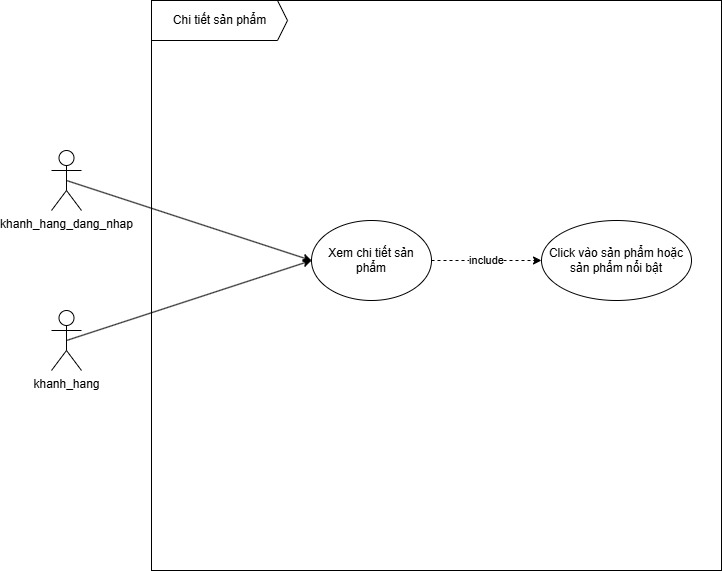 Chi tiết sản phẩm
khanh_hang_dang_nhap
Xem chi tiết sản
phẩm
include
Click vào sản phẩm hoặc
sản phẩm nổi bật
khanh_hang